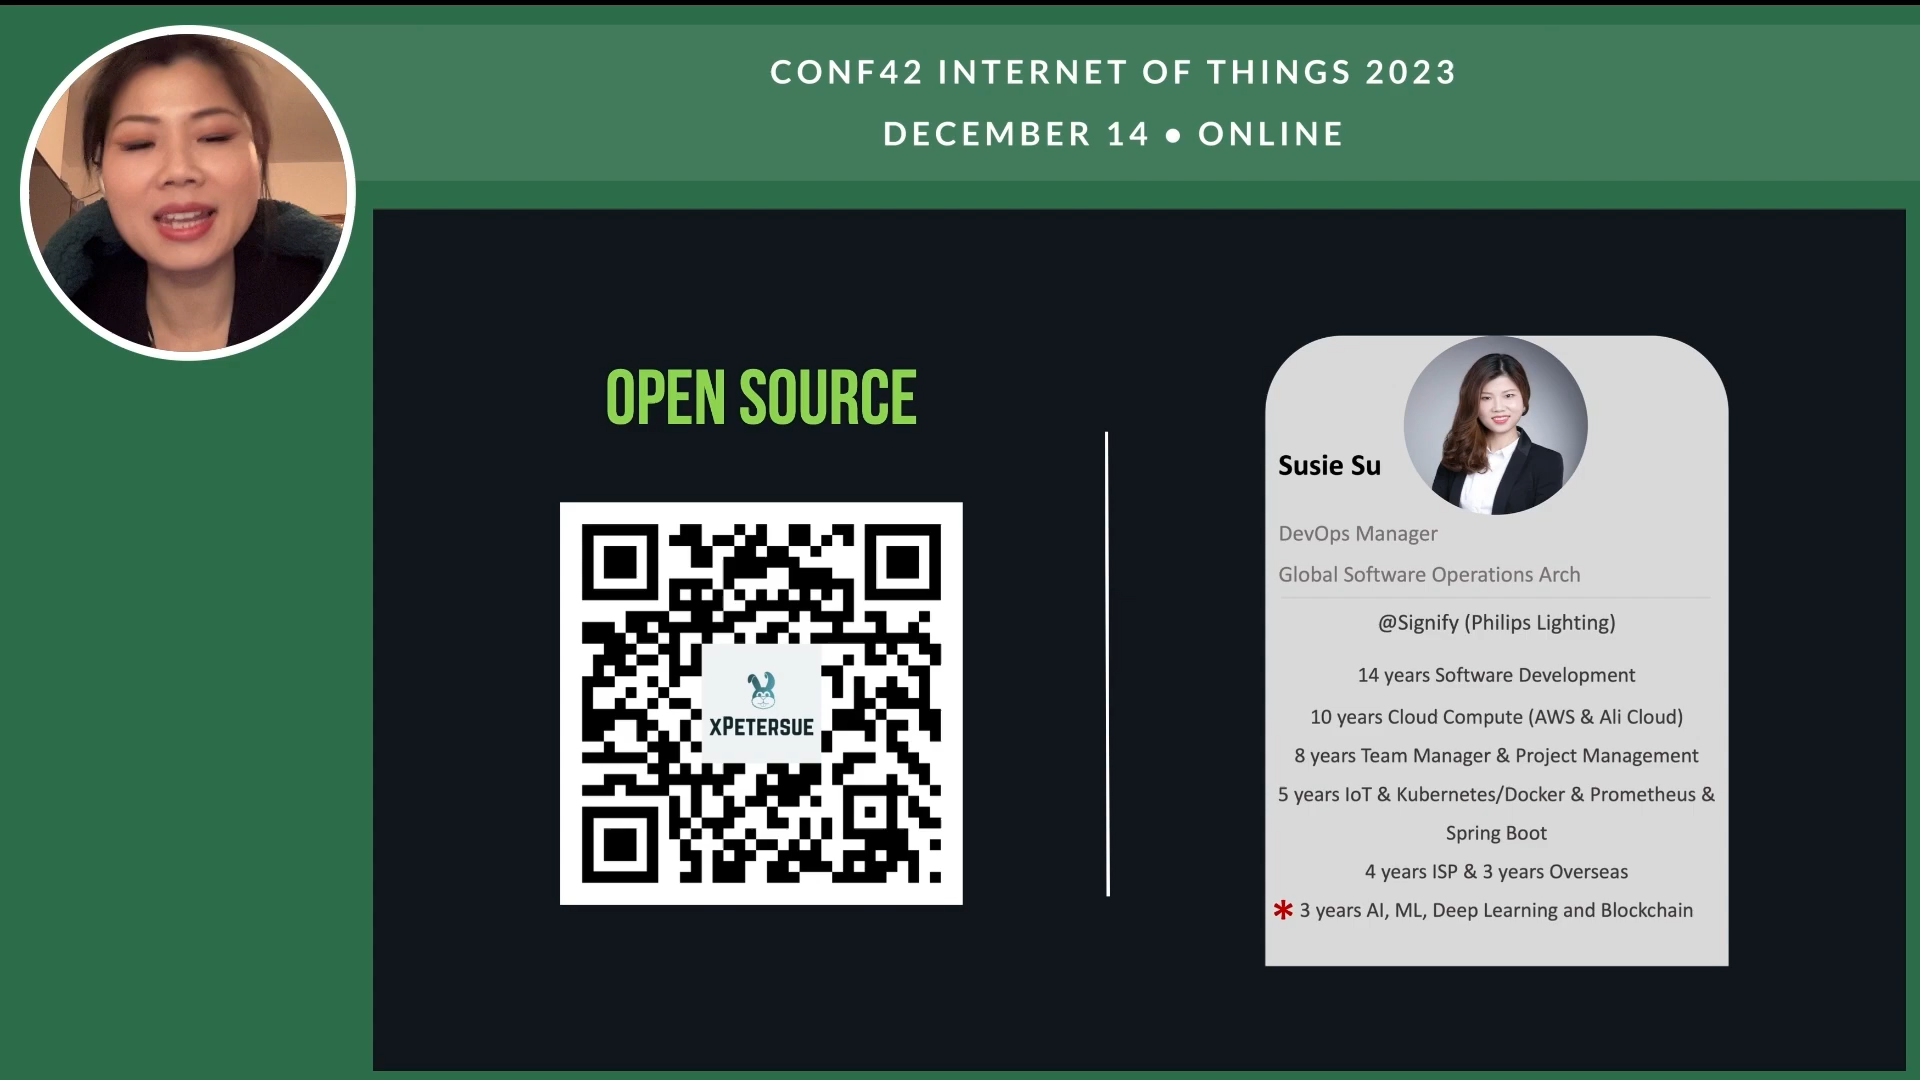 CONF42 INTERNET OF THINGS 2023
DECEMBER 14 • ONLINE
OPEN SOURCE
XPETERSUE
Susie Su
DevOps Manager
Global Software Operations Arch
@Signify (Philips Lighting)
14 years Software Development
10 years Cloud Compute (AWS & Ali Cloud)
8 years Team Manager & Project Management
5 years IoT & Kubernetes/Docker & Prometheus &
Spring Boot
4 years ISP & 3 years Overseas
* 3 years AI, ML, Deep Learning and Blockchain